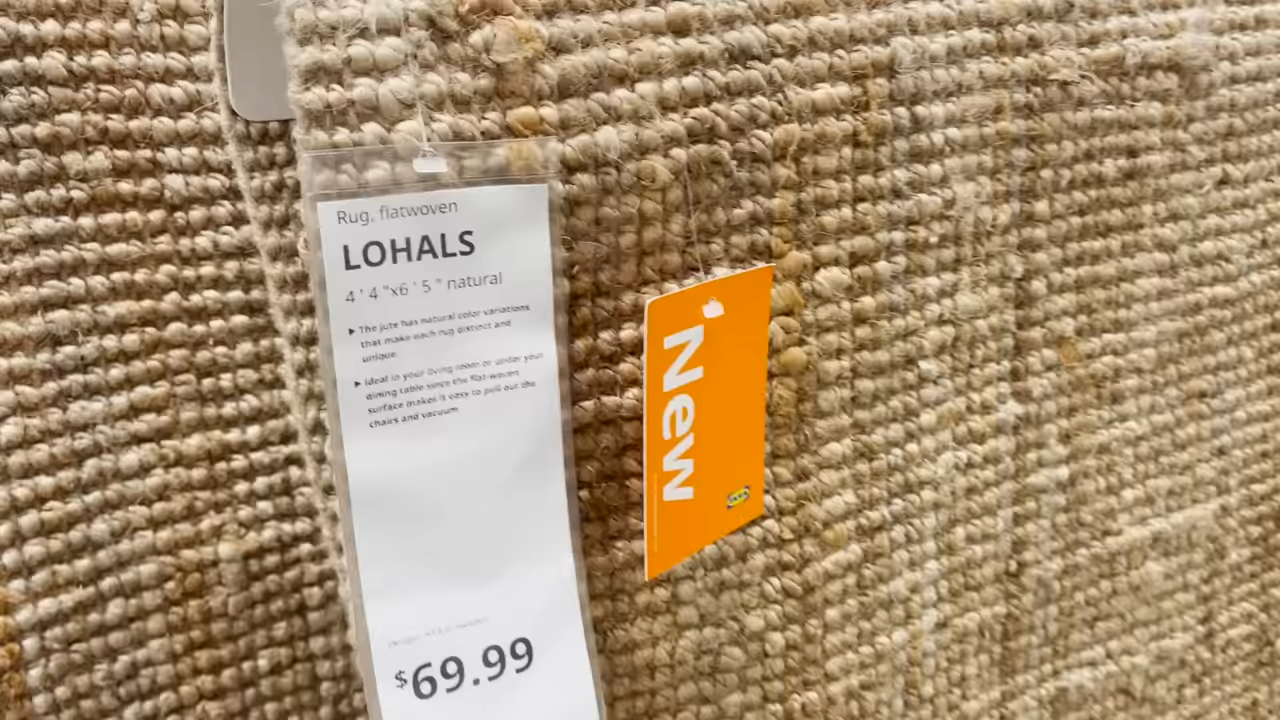 Rug, flatwoven
LOHALS
4 ' 4 "x6 ' 5 " natural
▶ The jute has natural color variations
that make each rug distinct and
unique.
▶ Ideal in your living room or under your
dining table since the flat-woven
surface makes is easy to pull out the
chairs and vacuum
$69.99
New
IKEA